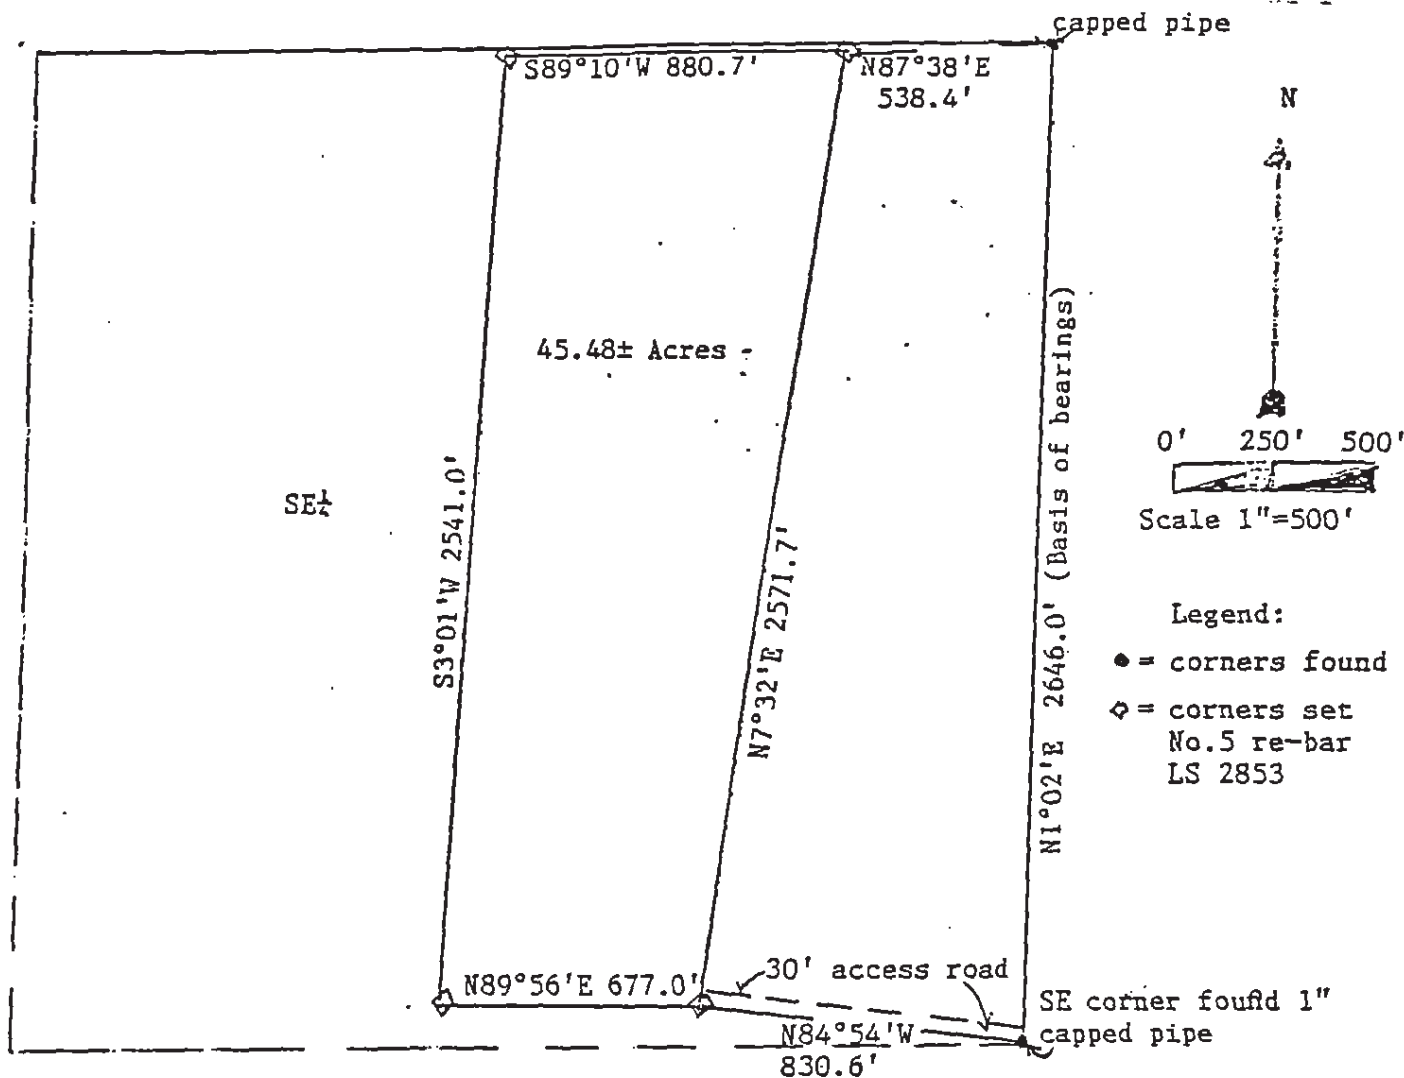 capped pipe
S89°10'W 880.7'
N87°38'E
538.4'
N
45.48± Acres
0' 250' 500'
Scale 1"=500'
SE¼
S3°01'W 2541.0'
N7°32'E 2571.7'
N1°02'E 2646.0' (Basis of bearings)
Legend:
= corners found
= corners set
No.5 re-bar
LS 2853
N89°56'E 677.0'
30' access road
SE corner found 1"
capped pipe
N84°54'W
830.6'